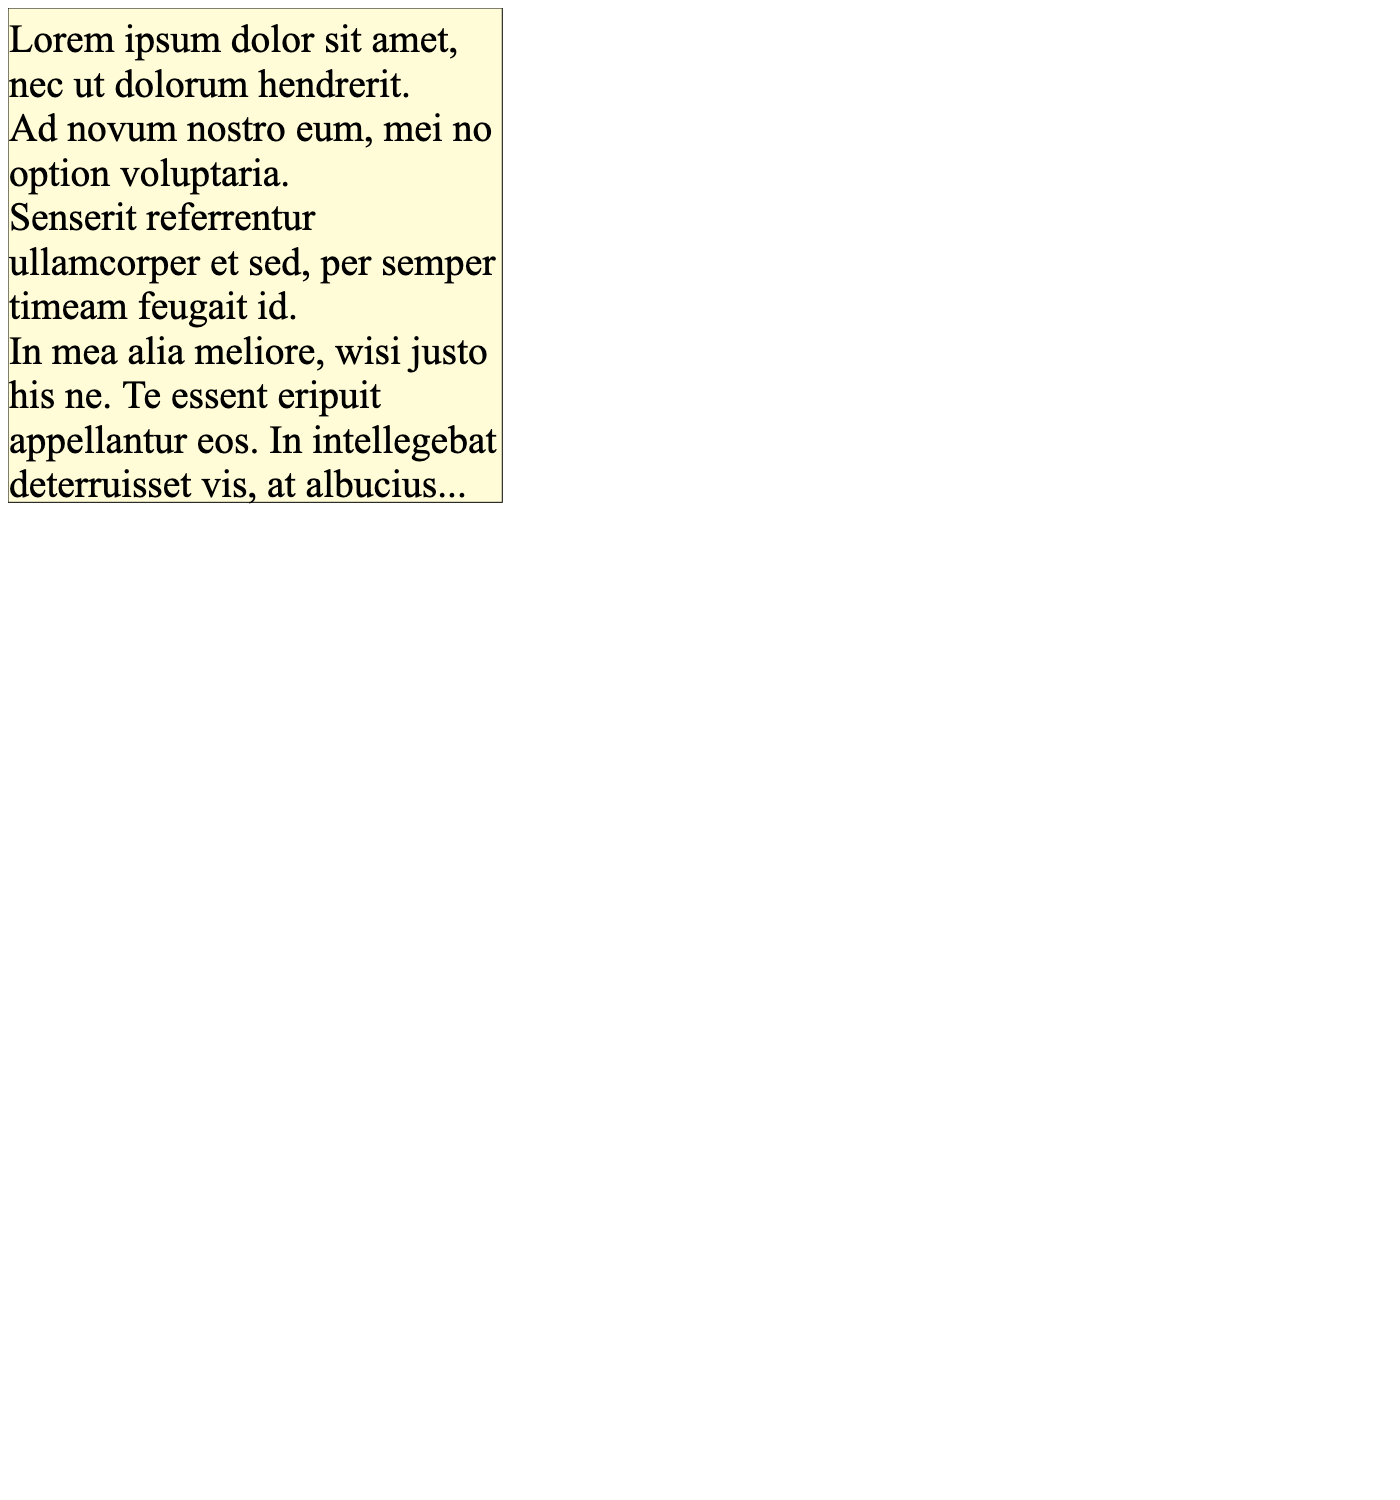 Lorem ipsum dolor sit amet,
nec ut dolorum hendrerit.
Ad novum nostro eum, mei no
option voluptaria.
Senserit referrentur
ullamcorper et sed, per semper
timeam feugait id.
In mea alia meliore, wisi justo
his ne. Te essent eripuit
appellantur eos. In intellegebat
deterruisset vis, at albucius...